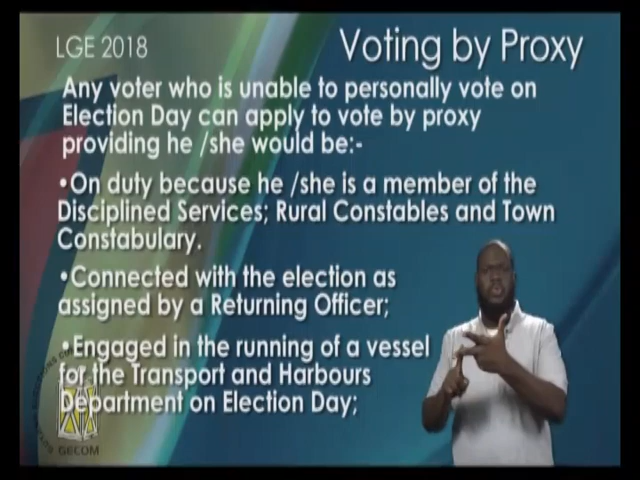 LGE 2018
Voting by Proxy
Any voter who is unable to personally vote on
Election Day can apply to vote by proxy
providing he /she would be:-
•On duty because he /she is a member of the
Disciplined Services; Rural Constables and Town
Constabulary.
•Connected with the election as
assigned by a Returning Officer;
•Engaged in the running of a vessel
for the Transport and Harbours
Department on Election Day;
GECOM